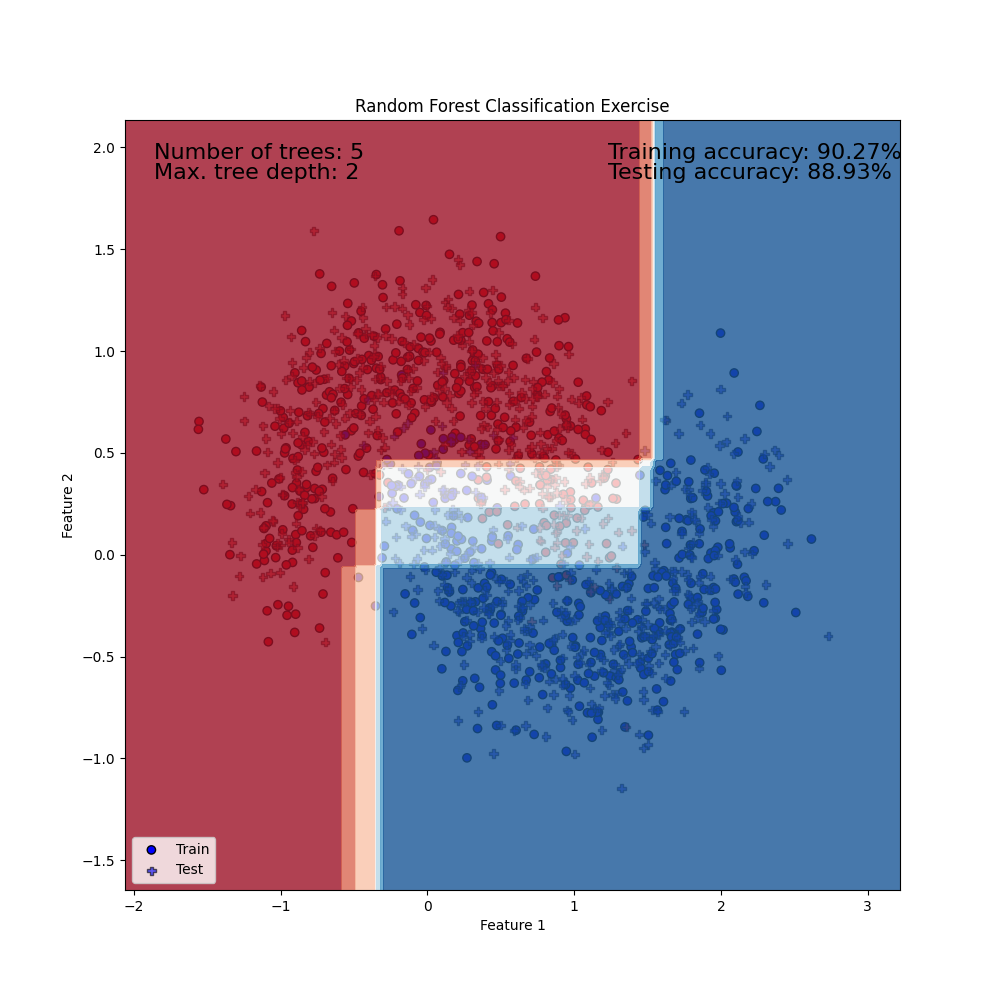 Random Forest Classification Exercise
Number of trees: 5
Max. tree depth: 2
Training accuracy: 90.27%
Testing accuracy: 88.93%
2.0
1.5
1.0
0.5
0.0
−0.5
−1.0
−1.5
Feature 2
Train
Test
−2
−1
0
1
2
3
Feature 1